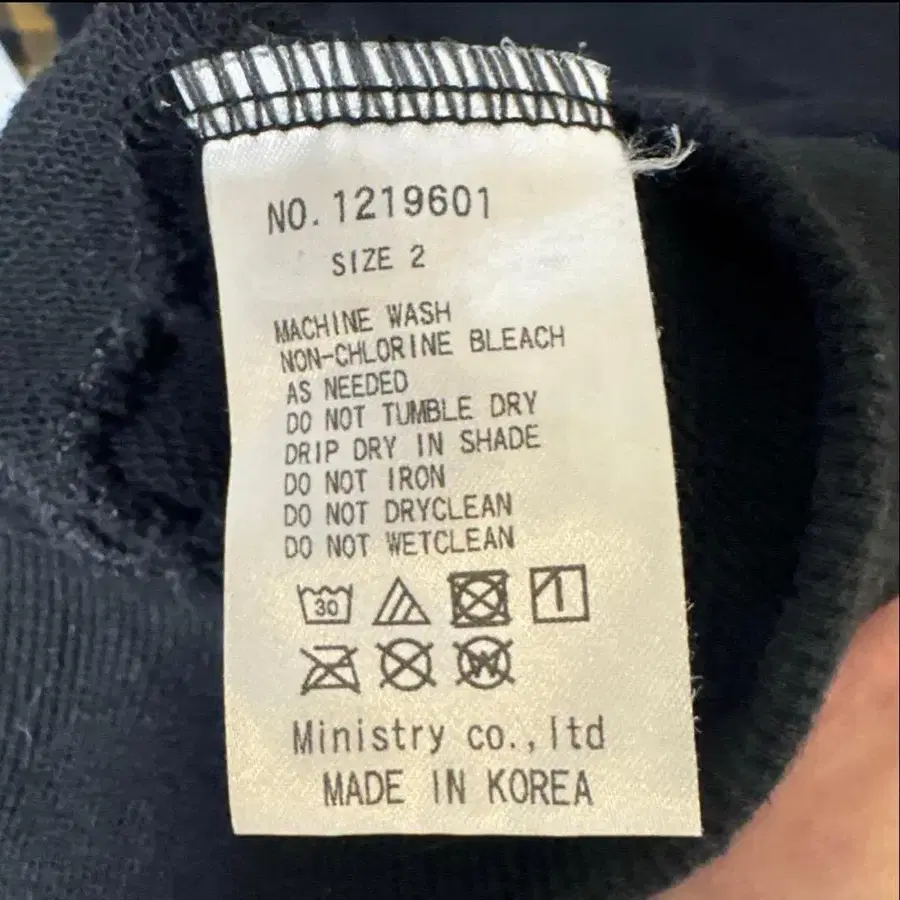 NO. 1219601
SIZE 2
MACHINE WASH
NON-CHLORINE BLEACH
AS NEEDED
DO NOT TUMBLE DRY
DRIP DRY IN SHADE
DO NOT IRON
DO NOT DRYCLEAN
DO NOT WETCLEAN
30
W
Ministry co.,ltd
MADE IN KOREA